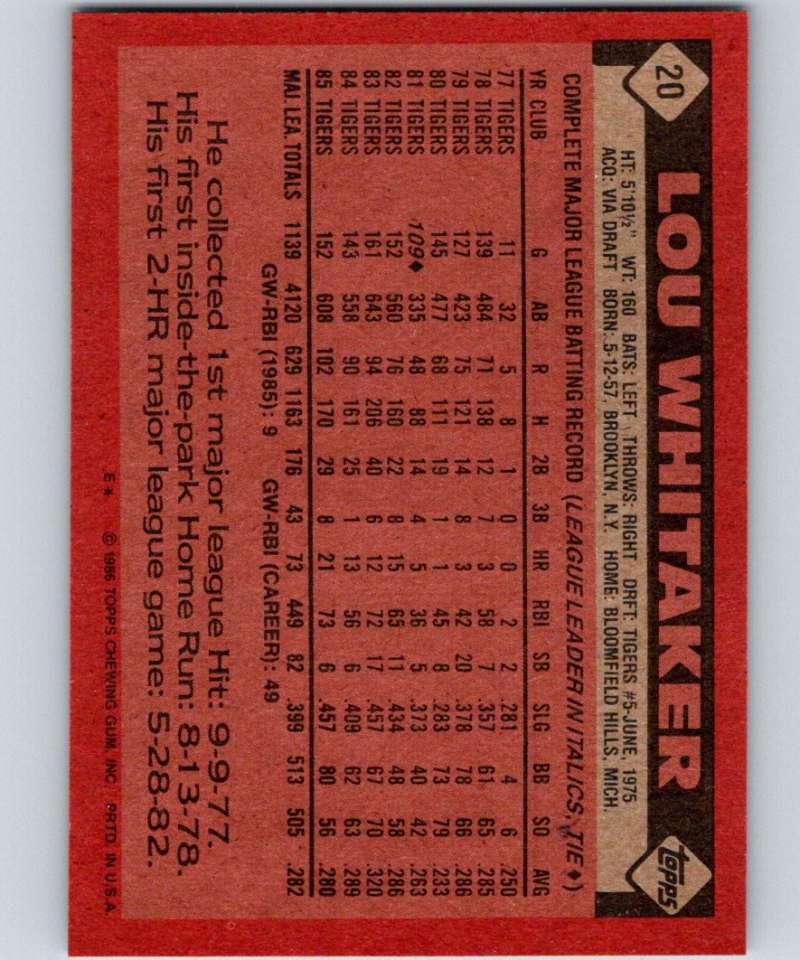 20 LOU WHITAKER topps
HT: 5'10½" WT: 160 BATS: LEFT THROWS: RIGHT DRFT: TIGERS #5-JUNE, 1975
ACQ: VIA DRAFT BORN: 5-12-57, BROOKLYN, N.Y. HOME: BLOOMFIELD HILLS, MICH.
COMPLETE MAJOR LEAGUE BATTING RECORD (LEAGUE LEADER IN ITALICS, TIE♦)
YR CLUB G AB R H 2B 3B HR RBI SB SLG BB SO AVG
77 TIGERS 11 32 5 8 1 0 0 2 2 .281 4 6 .250
78 TIGERS 139 484 71 138 12 7 3 58 7 .357 61 65 .285
79 TIGERS 127 423 75 121 14 8 3 42 20 .378 78 66 .286
80 TIGERS 145 477 68 111 19 1 1 45 8 .283 73 79 .233
81 TIGERS 109♦ 335 48 88 14 4 5 36 5 .373 40 42 .263
82 TIGERS 152 560 76 160 22 8 15 65 11 .434 48 58 .286
83 TIGERS 161 643 94 206 40 6 12 72 17 .457 67 70 .320
84 TIGERS 143 558 90 161 25 1 13 56 6 .409 62 63 .289
85 TIGERS 152 608 102 170 29 8 21 73 6 .457 80 56 .280
MAJ. LEA. TOTALS 1139 4120 629 1163 176 43 73 449 82 .399 513 505 .282
GW-RBI (1985): 9 GW-RBI (CAREER): 49
He collected 1st major league Hit: 9-9-77.
His first inside-the-park Home Run: 8-13-78.
His first 2-HR major league game: 5-28-82.
E* © 1986 TOPPS CHEWING GUM, INC. PRTD. IN U.S.A.